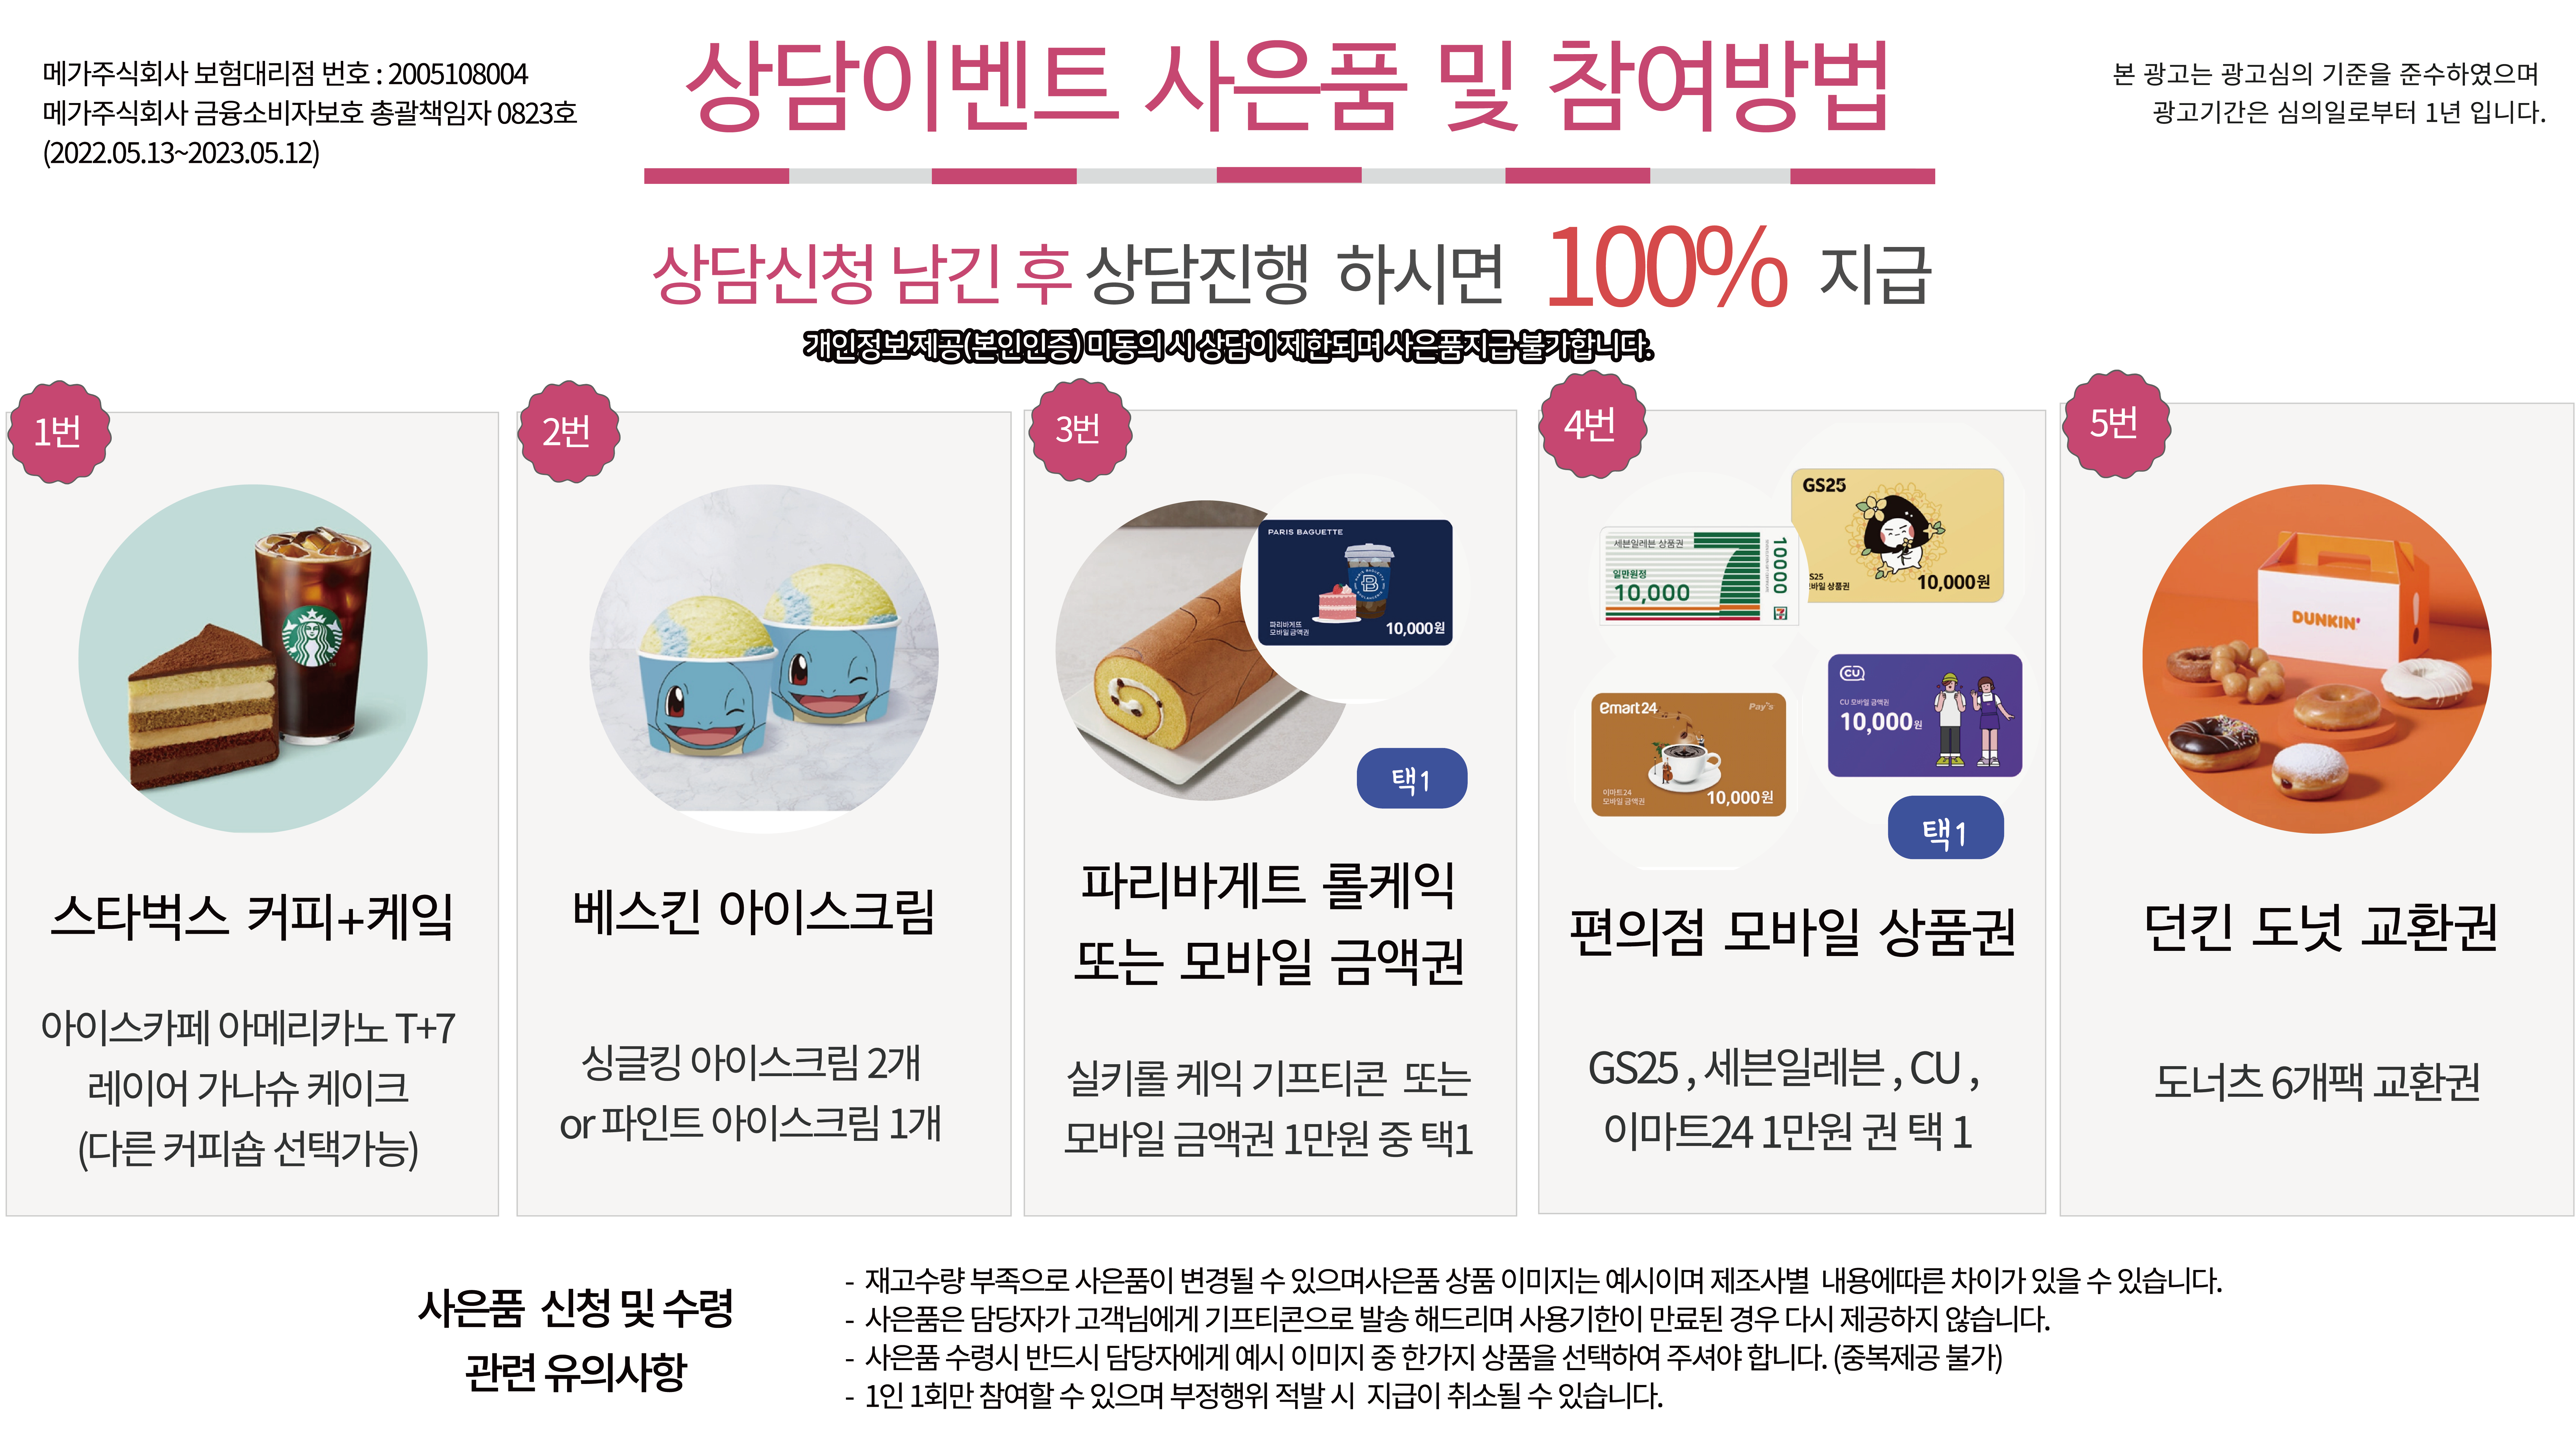 메가주식회사 보험대리점 번호 : 2005108004
메가주식회사 금융소비자보호 총괄책임자 0823호
(2022.05.13~2023.05.12)
상담이벤트 사은품 및 참여방법
본 광고는 광고심의 기준을 준수하였으며
광고기간은 심의일로부터 1년 입니다.
상담신청 남긴 후 상담진행 하시면 100% 지급
개인정보 제공(본인인증) 미동의 시 상담이 제한되며 사은품지급 불가합니다.
1번
스타벅스 커피+케잌
아이스카페 아메리카노 T+7
레이어 가나슈 케이크
(다른 커피숍 선택가능)
2번
베스킨 아이스크림
싱글킹 아이스크림 2개
or 파인트 아이스크림 1개
3번
PARIS BAGUETTE
파리바게뜨
모바일 금액권
10,000원
택1
파리바게트 롤케익
또는 모바일 금액권
실키롤 케익 기프티콘 또는
모바일 금액권 1만원 중 택1
4번
GS25
S25
바일 상품권
10,000원
세븐일레븐 상품권
일만원정
10,000
10000
emart24
Pay's
이마트24
모바일 금액권
10,000원
CU
CU 모바일 금액권
10,000원
택1
편의점 모바일 상품권
GS25 , 세븐일레븐 , CU ,
이마트24 1만원 권 택 1
5번
DUNKIN'
던킨 도넛 교환권
도너츠 6개팩 교환권
사은품 신청 및 수령
관련 유의사항
- 재고수량 부족으로 사은품이 변경될 수 있으며사은품 상품 이미지는 예시이며 제조사별 내용에따른 차이가 있을 수 있습니다.
- 사은품은 담당자가 고객님에게 기프티콘으로 발송 해드리며 사용기한이 만료된 경우 다시 제공하지 않습니다.
- 사은품 수령시 반드시 담당자에게 예시 이미지 중 한가지 상품을 선택하여 주셔야 합니다. (중복제공 불가)
- 1인 1회만 참여할 수 있으며 부정행위 적발 시 지급이 취소될 수 있습니다.